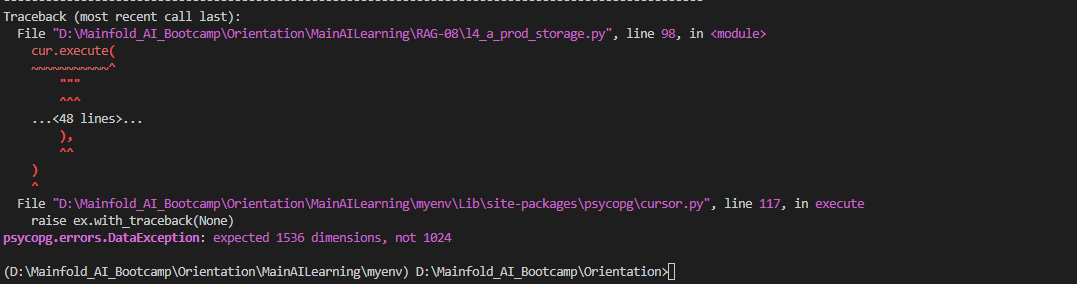 Traceback (most recent call last):
  File "D:\Mainfold_AI_Bootcamp\Orientation\MainAILearning\RAG-08\l4_a_prod_storage.py", line 98, in <module>
    cur.execute(
    ~~~~~~~~~~~^
        """
        ^^^
    ...<48 lines>...
        ),
        ^^
    )
    ^
  File "D:\Mainfold_AI_Bootcamp\Orientation\MainAILearning\myenv\Lib\site-packages\psycopg\cursor.py", line 117, in execute
    raise ex.with_traceback(None)
psycopg.errors.DataException: expected 1536 dimensions, not 1024
(D:\Mainfold_AI_Bootcamp\Orientation\MainAILearning\myenv) D:\Mainfold_AI_Bootcamp\Orientation>